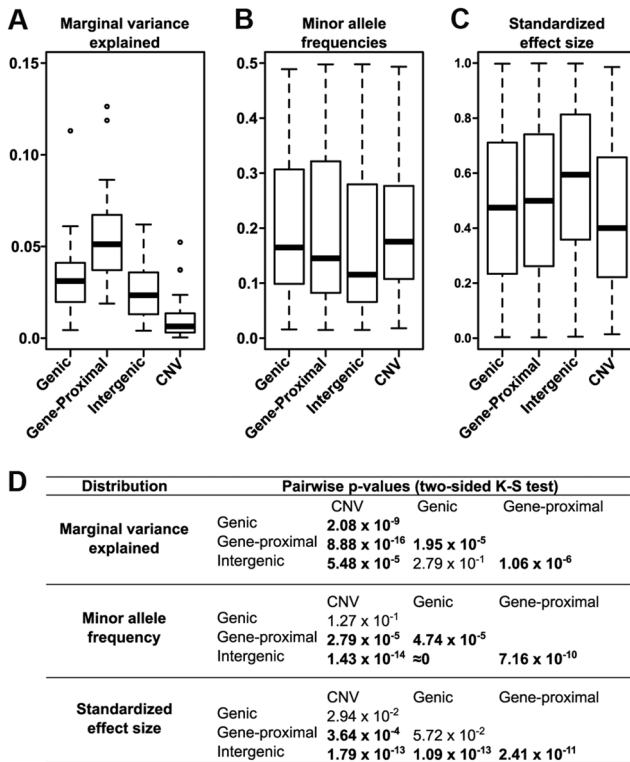 A
Marginal variance
explained
0.15
0.10
0.05
0.0
Genic
Gene-Proximal
Intergenic
CNV
B
Minor allele
frequencies
0.5
0.4
0.3
0.2
0.1
0.0
Genic
Gene-Proximal
Intergenic
CNV
C
Standardized
effect size
1.0
0.8
0.6
0.4
0.2
0.0
Genic
Gene-Proximal
Intergenic
CNV
D
Distribution Pairwise p-values (two-sided K-S test)
Marginal variance
explained
CNV Genic Gene-proximal
Genic 2.08 x 10⁻⁹
Gene-proximal 8.88 x 10⁻¹⁶ 1.95 x 10⁻⁵
Intergenic 5.48 x 10⁻⁵ 2.79 x 10⁻¹ 1.06 x 10⁻⁶
Minor allele
frequency
CNV Genic Gene-proximal
Genic 1.27 x 10⁻¹
Gene-proximal 2.79 x 10⁻⁵ 4.74 x 10⁻⁵
Intergenic 1.43 x 10⁻¹⁴ ≈0 7.16 x 10⁻¹⁰
Standardized
effect size
CNV Genic Gene-proximal
Genic 2.94 x 10⁻²
Gene-proximal 3.64 x 10⁻⁴ 5.72 x 10⁻²
Intergenic 1.79 x 10⁻¹³ 1.09 x 10⁻¹³ 2.41 x 10⁻¹¹